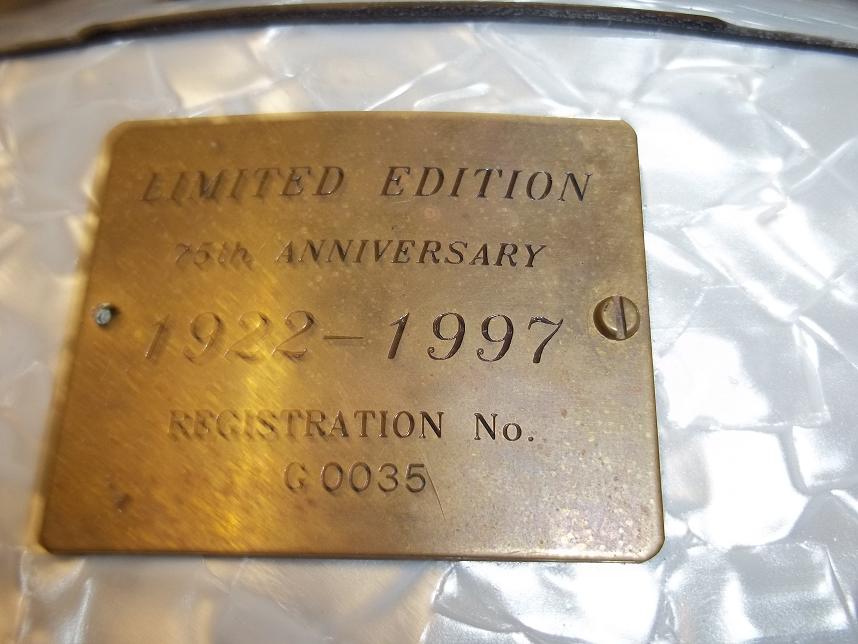 LIMITED EDITION
75th ANNIVERSARY
1922-1997
REGISTRATION No.
G 0035